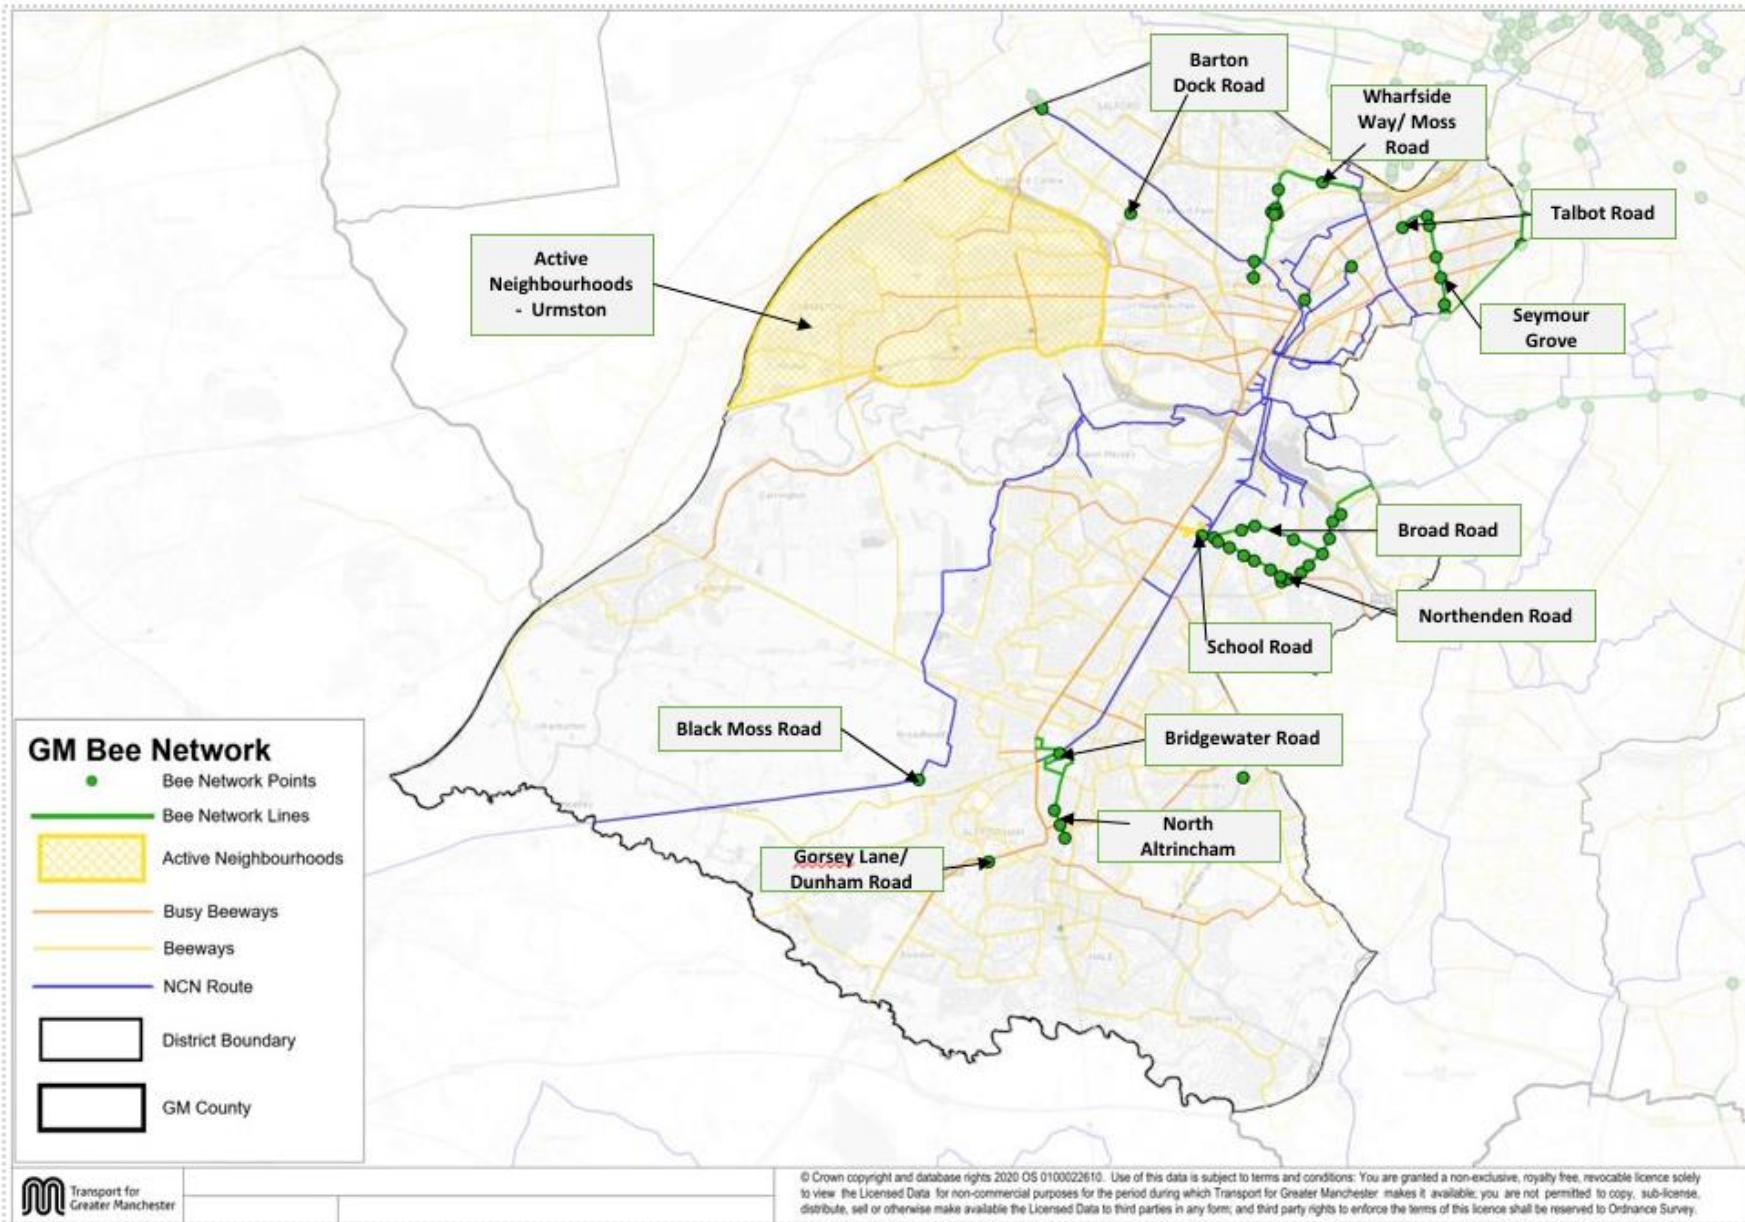 Barton
Dock Road
Wharfside
Way/ Moss
Road
Talbot Road
Active
Neighbourhoods
- Urmston
Seymour
Grove
Broad Road
Northenden Road
School Road
Black Moss Road
Bridgewater Road
North
Altrincham
Gorsey Lane/
Dunham Road
Carrington
Partington
HALE
GM Bee Network
Bee Network Points
Bee Network Lines
Active Neighbourhoods
Busy Beeways
Beeways
NCN Route
District Boundary
GM County
Transport for
Greater Manchester
© Crown copyright and database rights 2020 OS 0100022610. Use of this data is subject to terms and conditions: You are granted a non-exclusive, royalty free, revocable licence solely
to view the Licensed Data for non-commercial purposes for the period during which Transport for Greater Manchester makes it available; you are not permitted to copy, sub-license,
distribute, sell or otherwise make available the Licensed Data to third parties in any form; and third party rights to enforce the terms of this licence shall be reserved to Ordnance Survey.